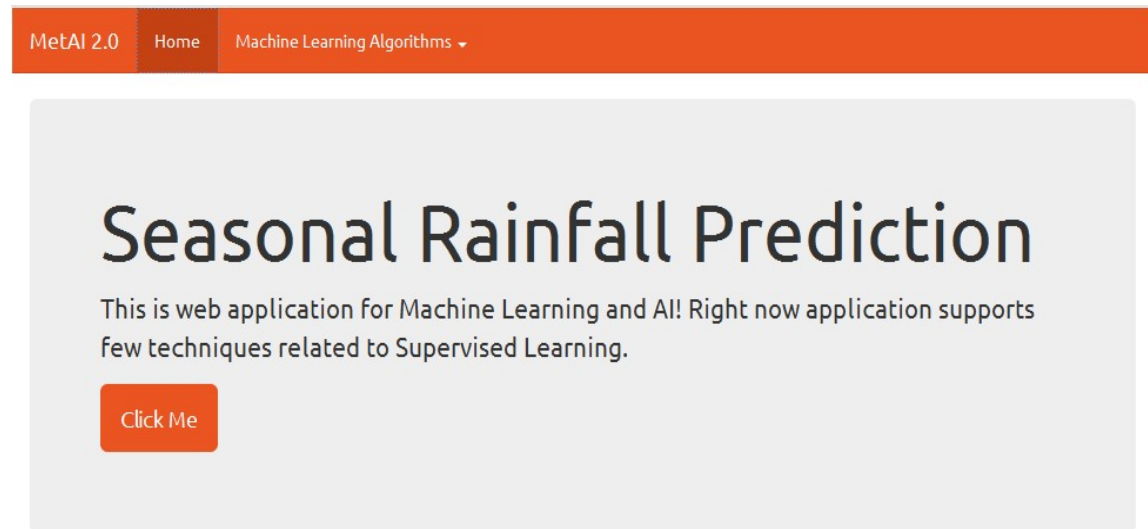 MetAI 2.0 Home Machine Learning Algorithms
Seasonal Rainfall Prediction
This is web application for Machine Learning and AI! Right now application supports
few techniques related to Supervised Learning.
Click Me